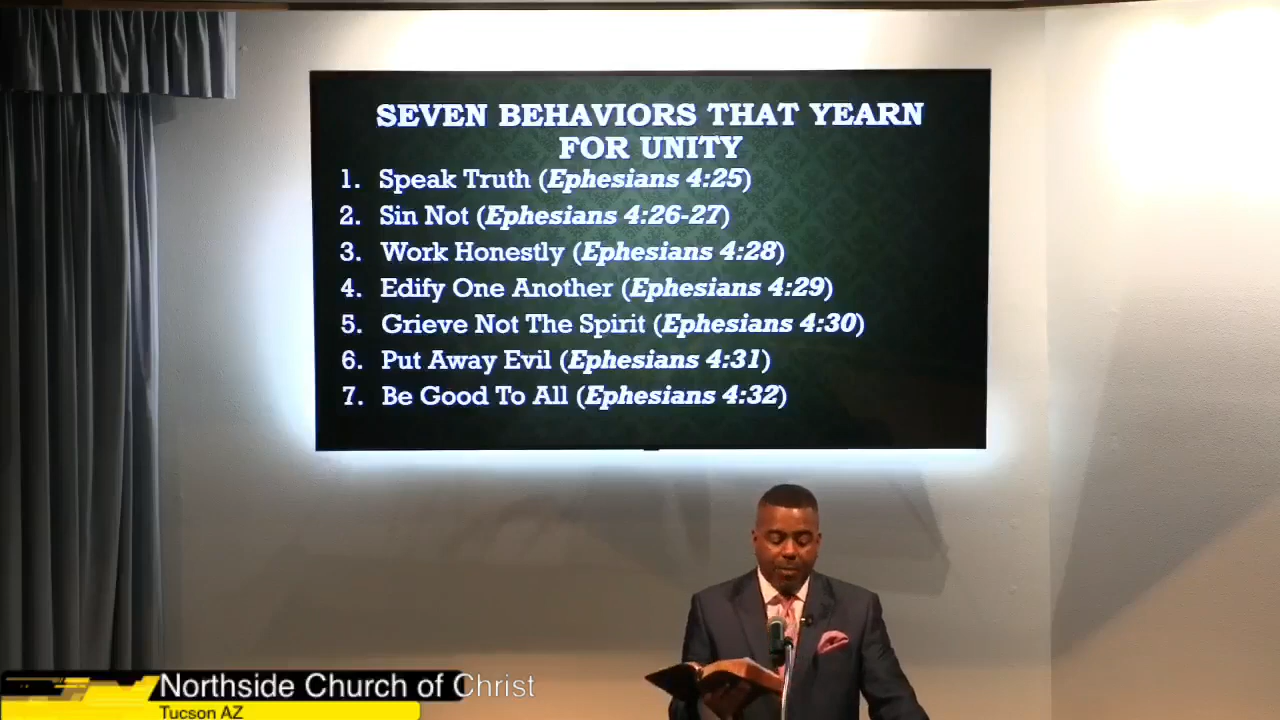 SEVEN BEHAVIORS THAT YEARN
FOR UNITY
1. Speak Truth (Ephesians 4:25)
2. Sin Not (Ephesians 4:26-27)
3. Work Honestly (Ephesians 4:28)
4. Edify One Another (Ephesians 4:29)
5. Grieve Not The Spirit (Ephesians 4:30)
6. Put Away Evil (Ephesians 4:31)
7. Be Good To All (Ephesians 4:32)
Northside Church of Christ
Tucson AZ